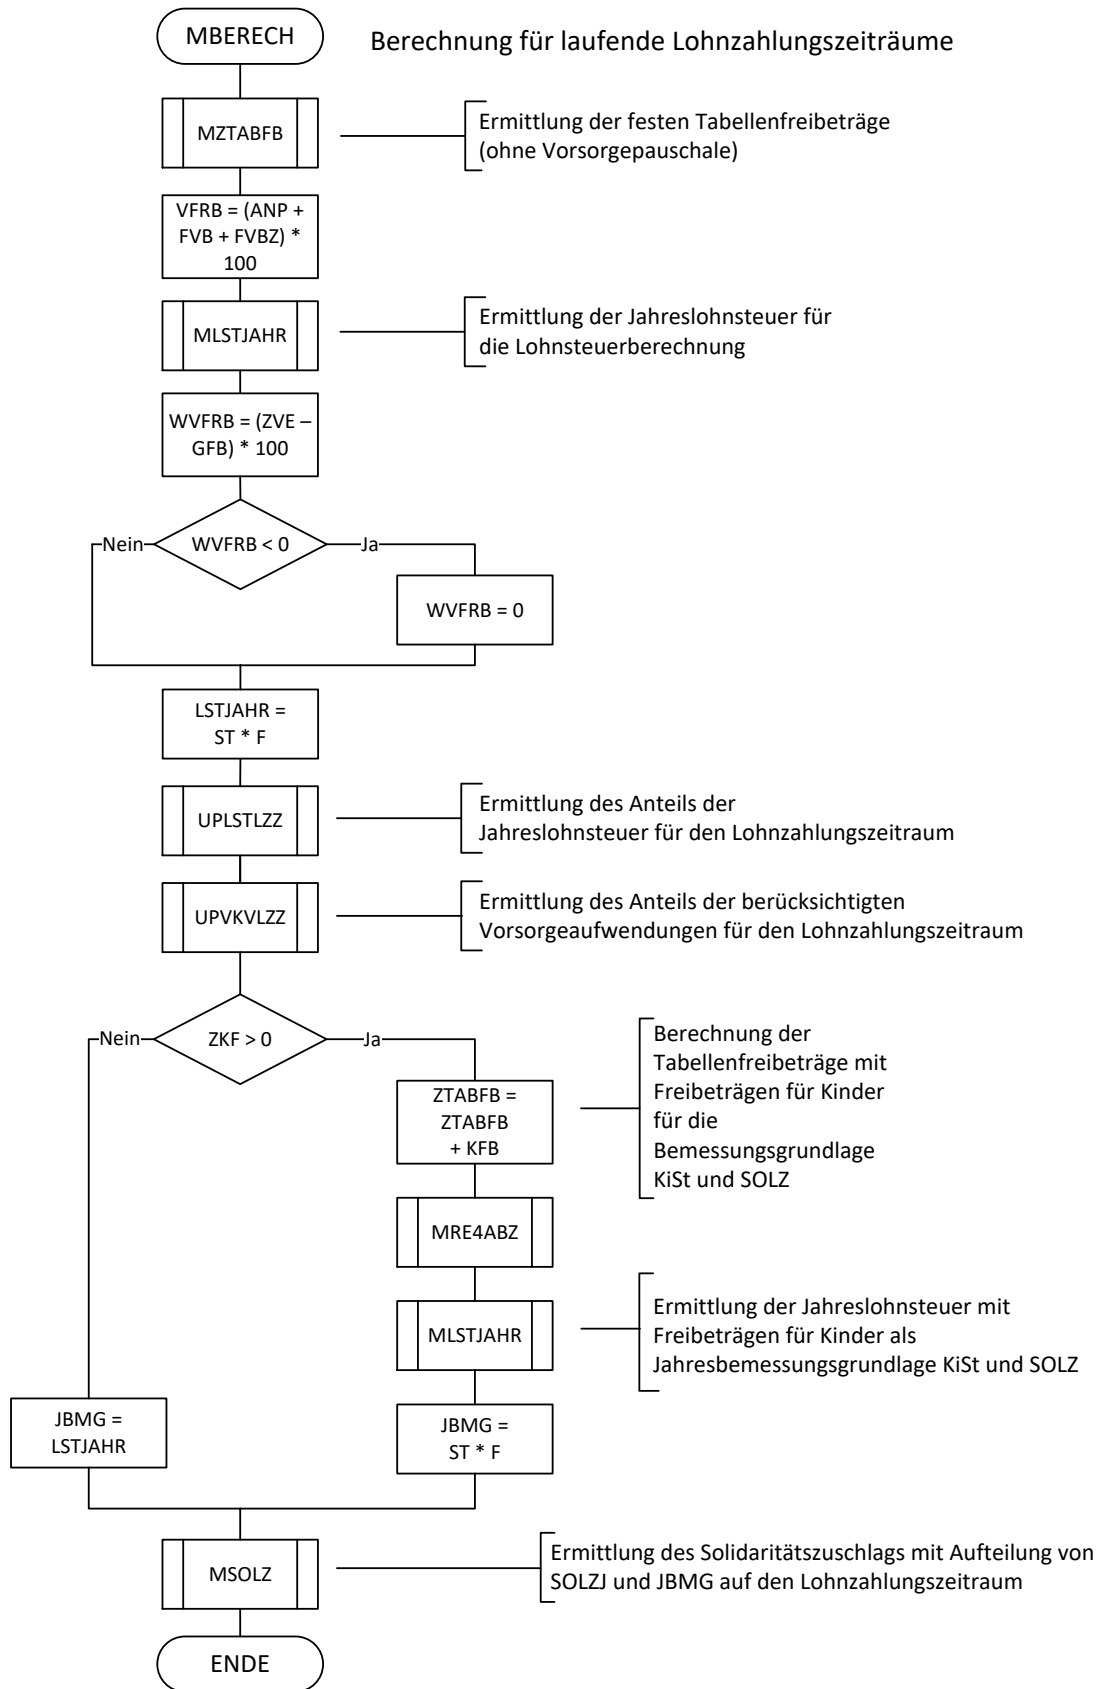 MBERECH
Berechnung für laufende Lohnzahlungszeiträume
MZTABFB
Ermittlung der festen Tabellenfreibeträge
(ohne Vorsorgepauschale)
VFRB = (ANP +
FVB + FVBZ) *
100
MLSTJAHR
Ermittlung der Jahreslohnsteuer für
die Lohnsteuerberechnung
WVFRB = (ZVE –
GFB) * 100
Nein
WVFRB < 0
Ja
WVFRB = 0
LSTJAHR =
ST * F
UPLSTLZZ
Ermittlung des Anteils der
Jahreslohnsteuer für den Lohnzahlungszeitraum
UPVKVLZZ
Ermittlung des Anteils der berücksichtigten
Vorsorgeaufwendungen für den Lohnzahlungszeitraum
Nein
ZKF > 0
Ja
ZTABFB =
ZTABFB
+ KFB
Berechnung der
Tabellenfreibeträge mit
Freibeträgen für Kinder
für die
Bemessungsgrundlage
KiSt und SOLZ
MRE4ABZ
MLSTJAHR
Ermittlung der Jahreslohnsteuer mit
Freibeträgen für Kinder als
Jahresbemessungsgrundlage KiSt und SOLZ
JBMG =
LSTJAHR
JBMG =
ST * F
MSOLZ
Ermittlung des Solidaritätszuschlags mit Aufteilung von
SOLZJ und JBMG auf den Lohnzahlungszeitraum
ENDE